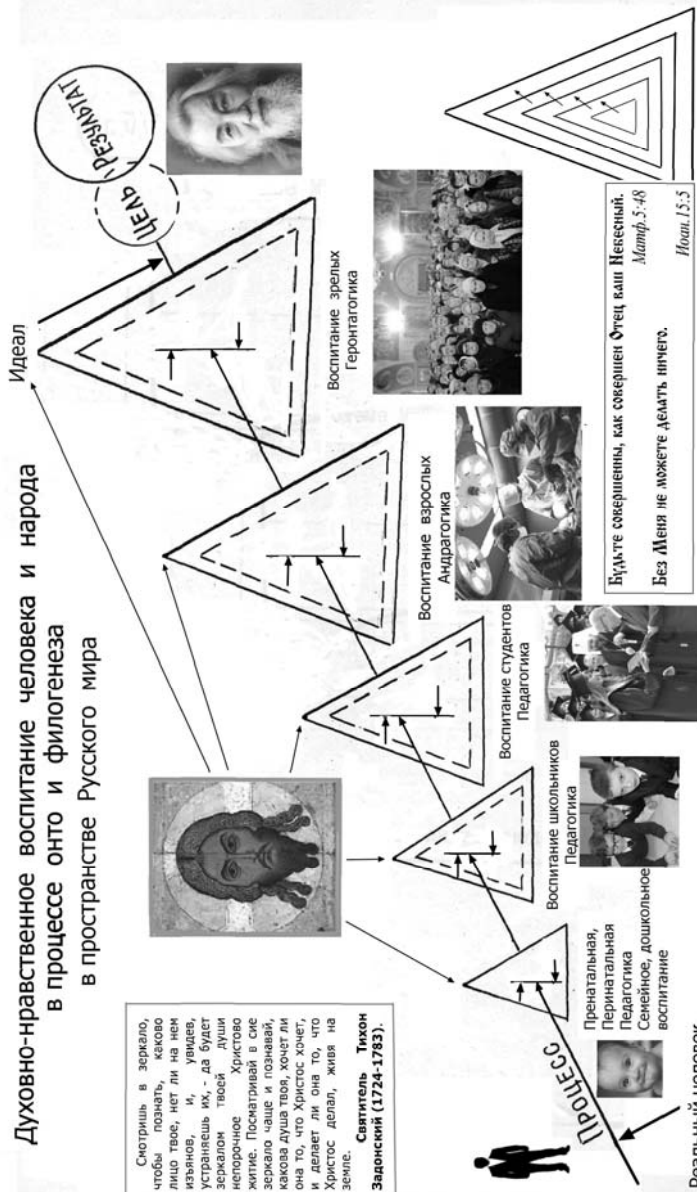 Духовно-нравственное воспитание человека и народа
в процессе онто и филогенеза
в пространстве Русского мира
Смотришь в зеркало,
чтобы познать, каково
лицо твое, нет ли на нем
изъянов, и, увидев,
устраняешь их, - да будет
зеркалом твоей души
непорочное Христово
житие. Посматривай в сие
зеркало чаще и познавай,
какова душа твоя, хочет ли
она то, что Христос хочет,
и делает ли она то, что
Христос делал, живя на
земле.
Святитель Тихон
Задонский (1724-1783).
Идеал
ЦЕЛЬ
РЕЗУЛЬТАТ
ПРОЦЕСС
Реальный человек
Пренатальная,
Перинатальная
Педагогика
Семейное, дошкольное
воспитание
Воспитание школьников
Педагогика
Воспитание студентов
Педагогика
Воспитание взрослых
Андрагогика
Воспитание зрелых
Геронтагогика
Будьте совершенны, как совершен Отец ваш Небесный.
Матф.5:48
Без Меня не можете делать ничего.
Иоан.15:5